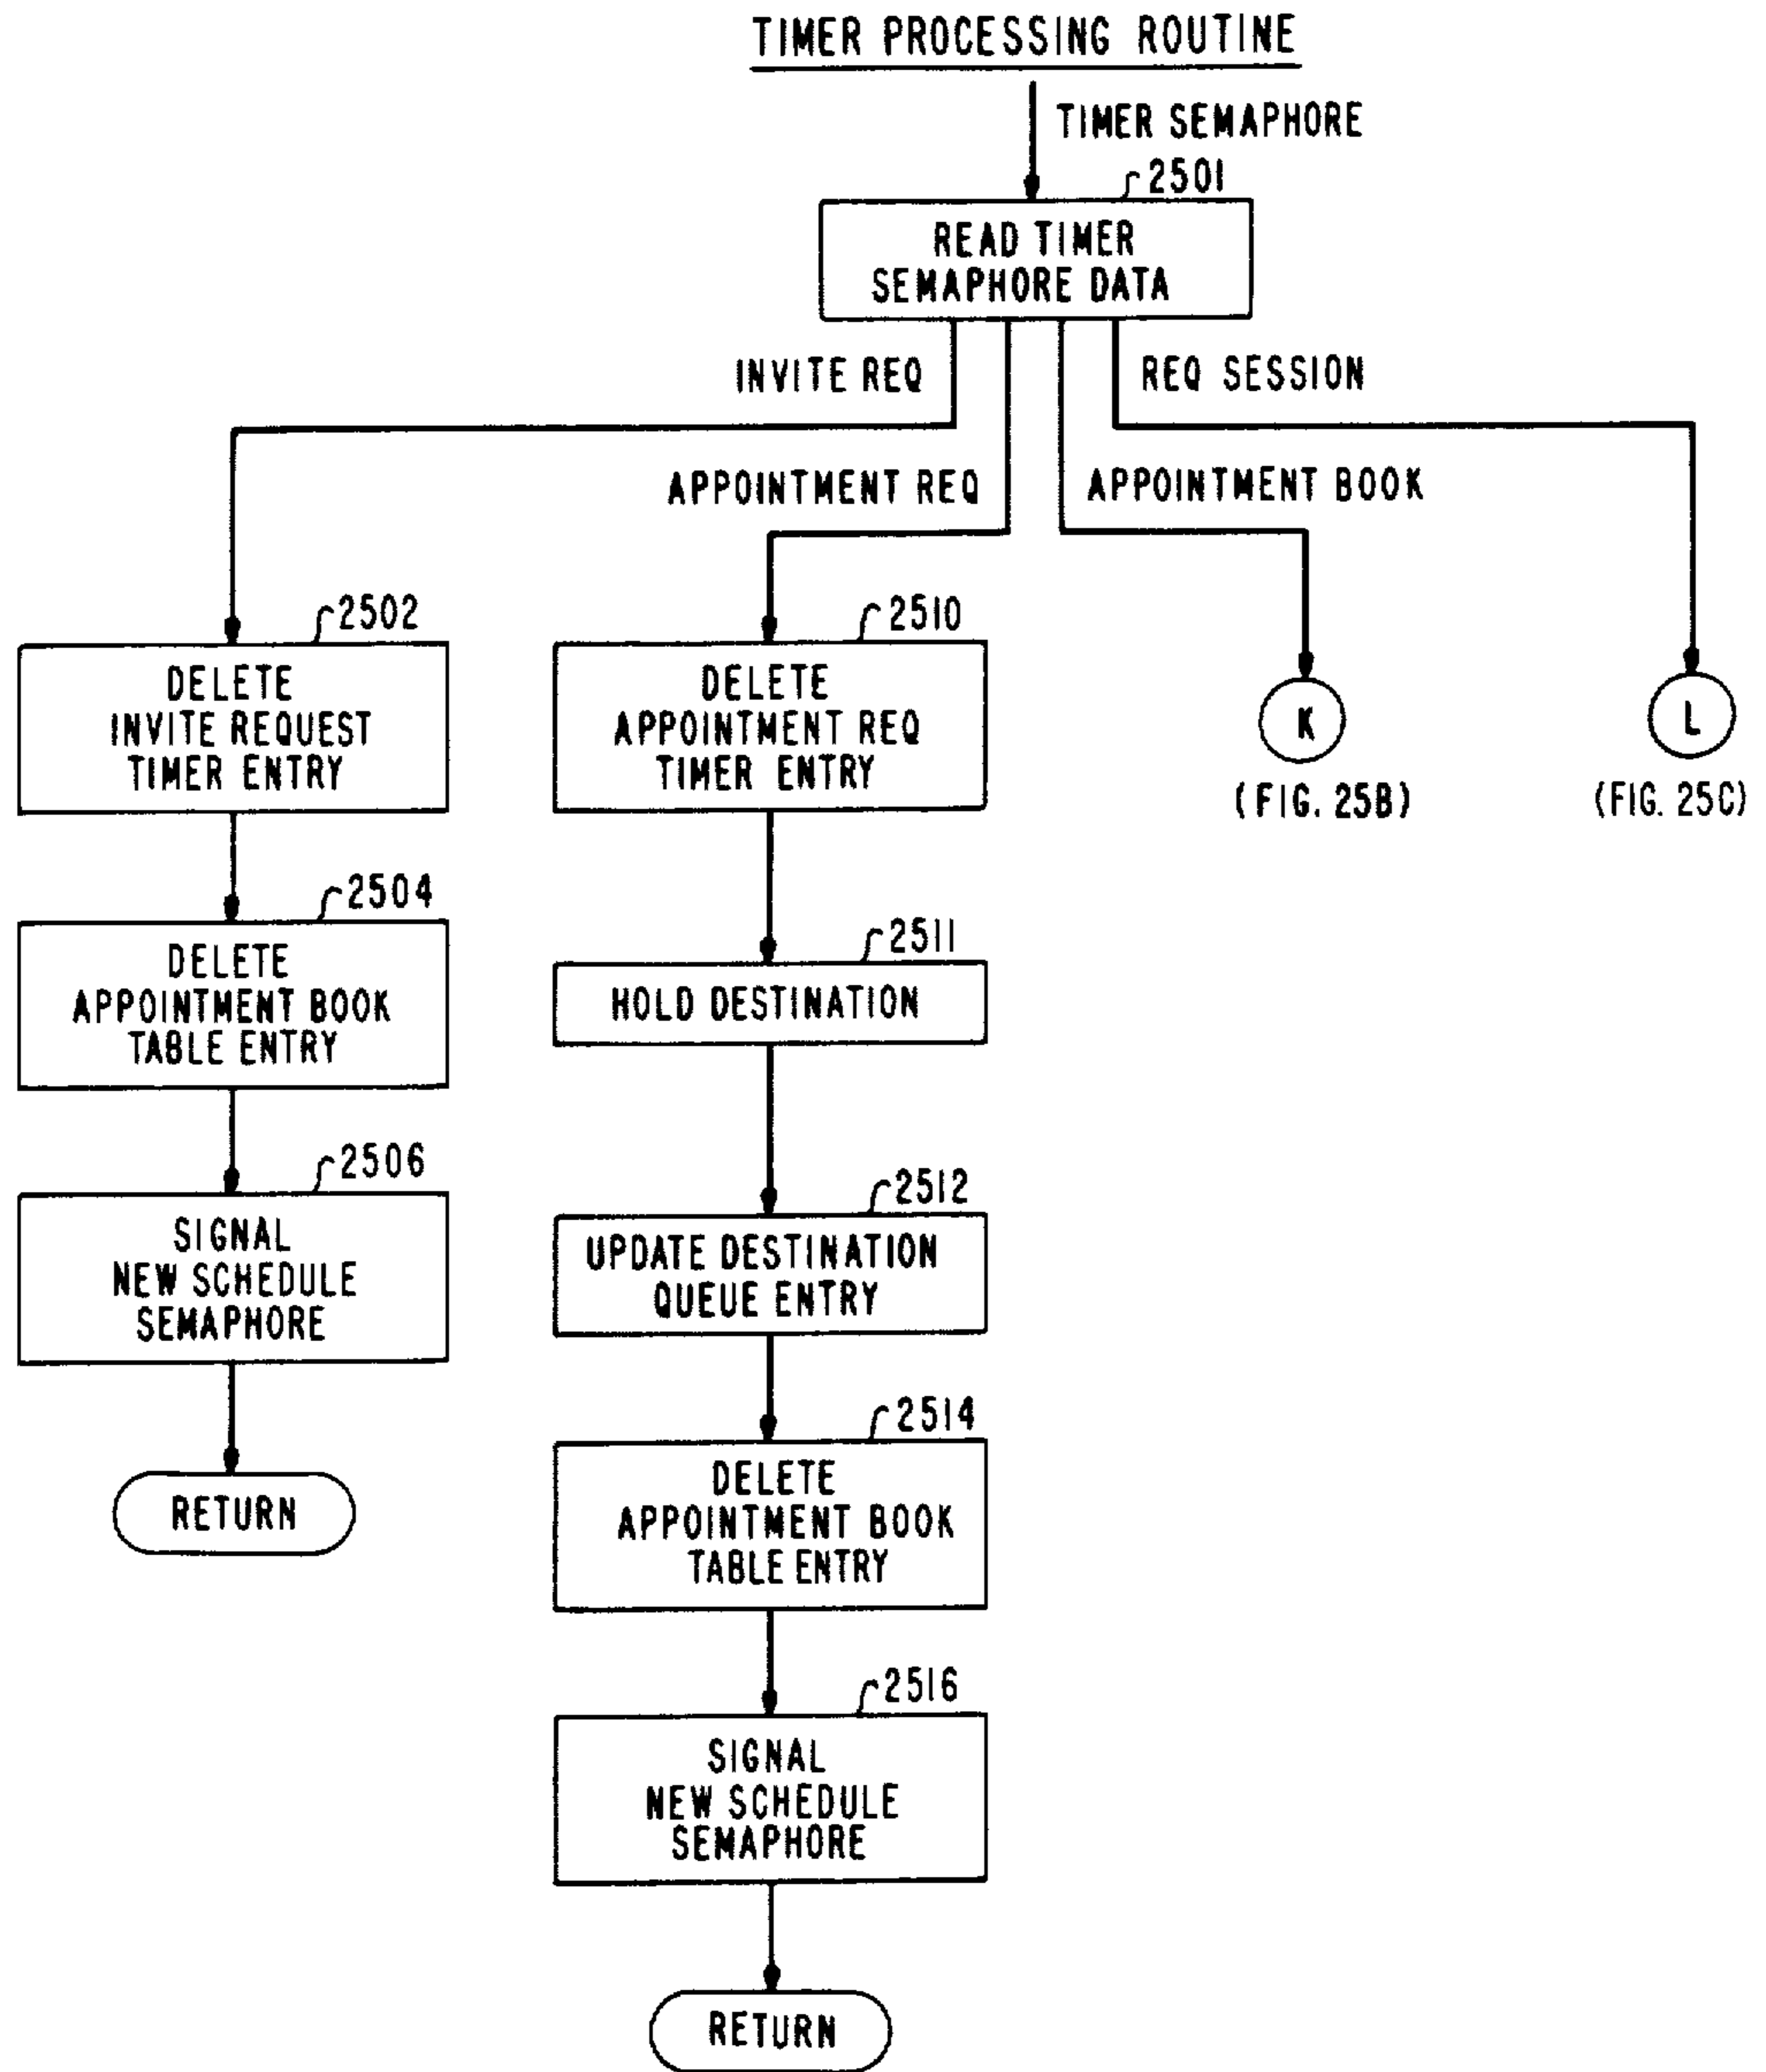 TIMER PROCESSING ROUTINE
TIMER SEMAPHORE
2501
READ TIMER
SEMAPHORE DATA
INVITE REQ
REQ SESSION
APPOINTMENT REQ
APPOINTMENT BOOK
2502
DELETE
INVITE REQUEST
TIMER ENTRY
2510
DELETE
APPOINTMENT REQ
TIMER ENTRY
K
(FIG. 25B)
L
(FIG. 25C)
2504
DELETE
APPOINTMENT BOOK
TABLE ENTRY
2511
HOLD DESTINATION
2506
SIGNAL
NEW SCHEDULE
SEMAPHORE
2512
UPDATE DESTINATION
QUEUE ENTRY
RETURN
2514
DELETE
APPOINTMENT BOOK
TABLE ENTRY
2516
SIGNAL
NEW SCHEDULE
SEMAPHORE
RETURN